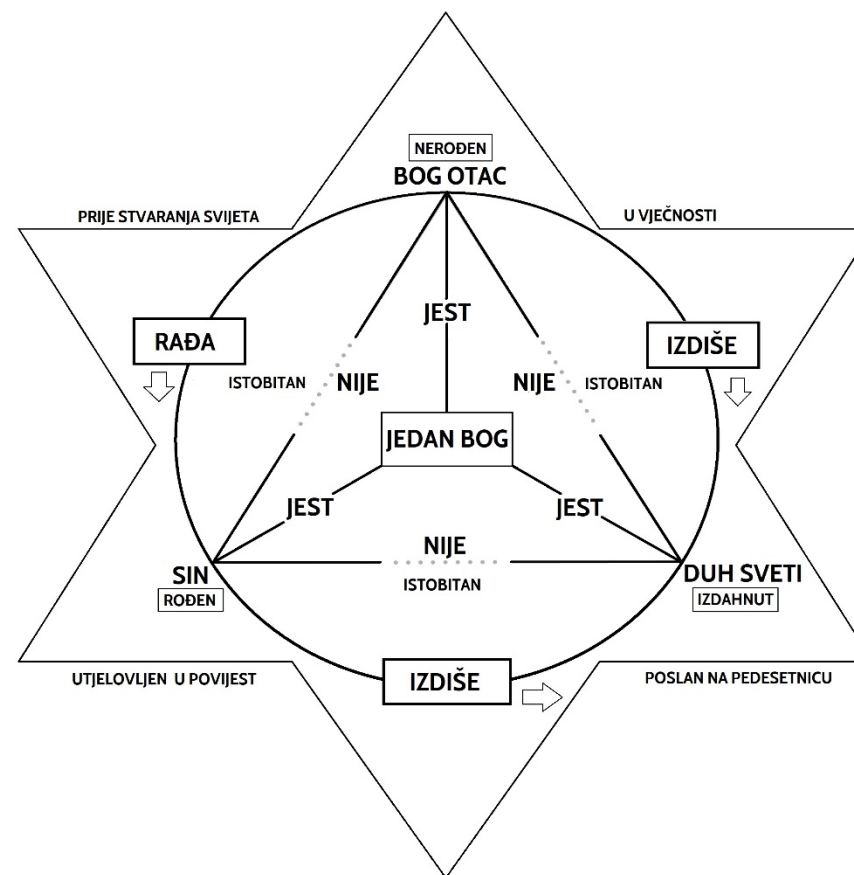 NEROĐEN
BOG OTAC
PRIJE STVARANJA SVIJETA
U VJEČNOSTI
JEST
RAĐA
IZDIŠE
ISTOBITAN
NIJE
NIJE
ISTOBITAN
JEDAN BOG
JEST
JEST
NIJE
ISTOBITAN
SIN
ROĐEN
DUH SVETI
IZDAHNUT
UTJELOVLJEN U POVIJEST
IZDIŠE
POSLAN NA PEDESETNICU